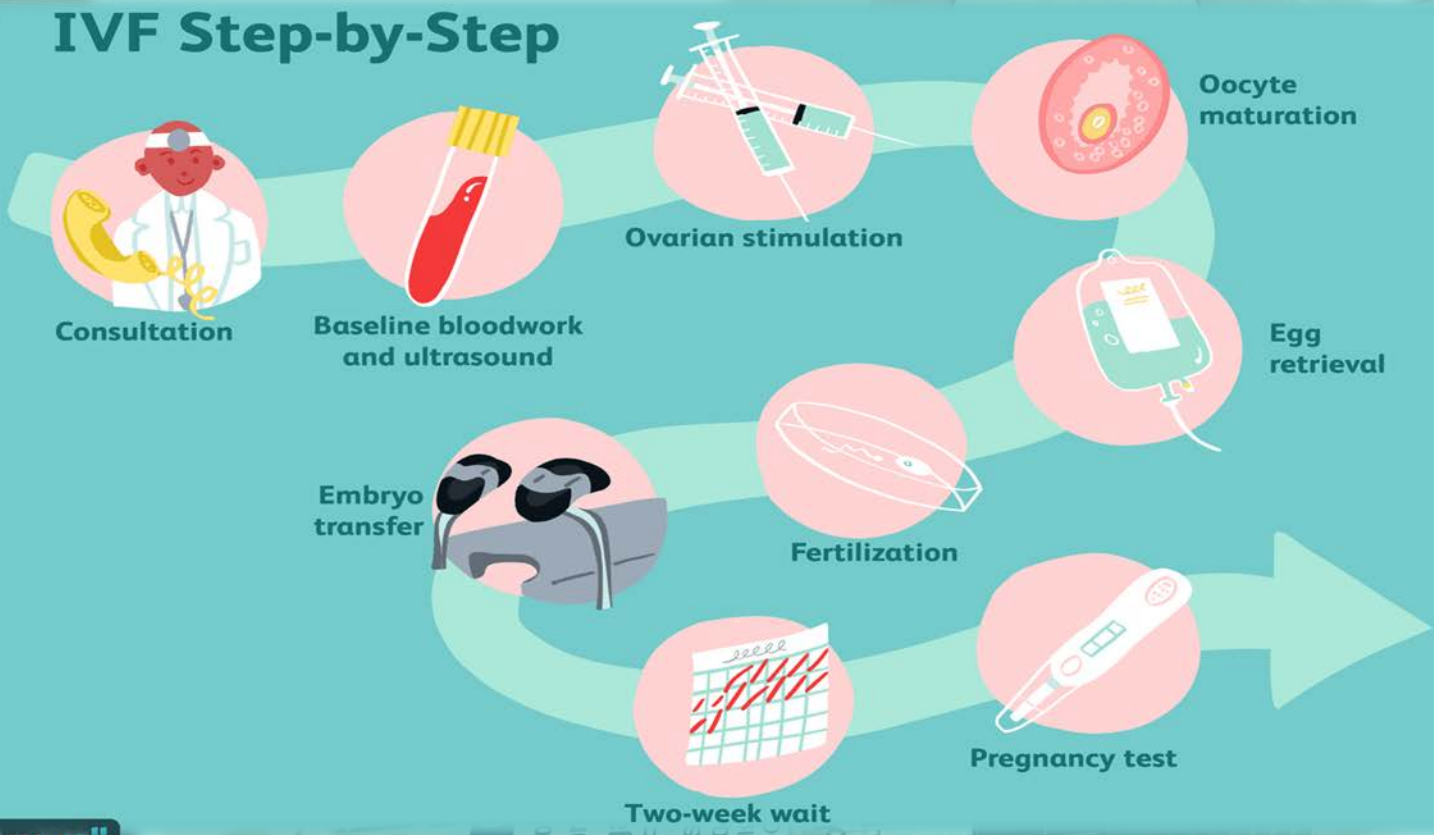 IVF Step-by-Step
Consultation
Baseline bloodwork
and ultrasound
Ovarian stimulation
Oocyte
maturation
Egg
retrieval
Fertilization
Embryo
transfer
Two-week wait
Pregnancy test